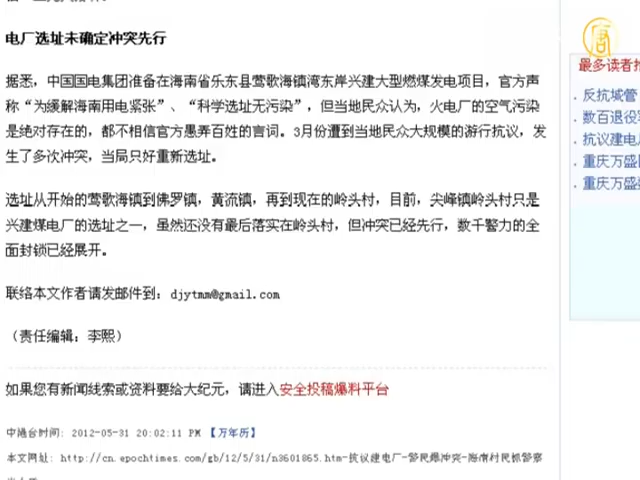 电厂选址未确定冲突先行
最多读者推
据悉，中国国电集团准备在海南省乐东县莺歌海镇湾东岸兴建大型燃煤发电项目，官方声
称“为缓解海南用电紧张”、“科学选址无污染”，但当地民众认为，火电厂的空气污染
是绝对存在的，都不相信官方愚弄百姓的言词。3月份遭到当地民众大规模的游行抗议，发
生了多次冲突，当局只好重新选址。
. 反抗城管
. 数百退役军
. 抗议建电厂
. 重庆万盛
. 重庆万盛
选址从开始的莺歌海镇到佛罗镇，黄流镇，再到现在的岭头村，目前，尖峰镇岭头村只是
兴建煤电厂的选址之一，虽然还没有最后落实在岭头村，但冲突已经先行，数千警力的全
面封锁已经展开。
联络本文作者请发邮件到：djytmm@gmail.com
（责任编辑：李熙）
如果您有新闻线索或资料要给大纪元，请进入安全投稿爆料平台
中港台时间: 2012-05-31 20:02:11 PM 【万年历】
本文网址: http://cn.epochtimes.com/gb/12/5/31/n3601865.htm-抗议建电厂-警民爆冲突-海南村民抓警察